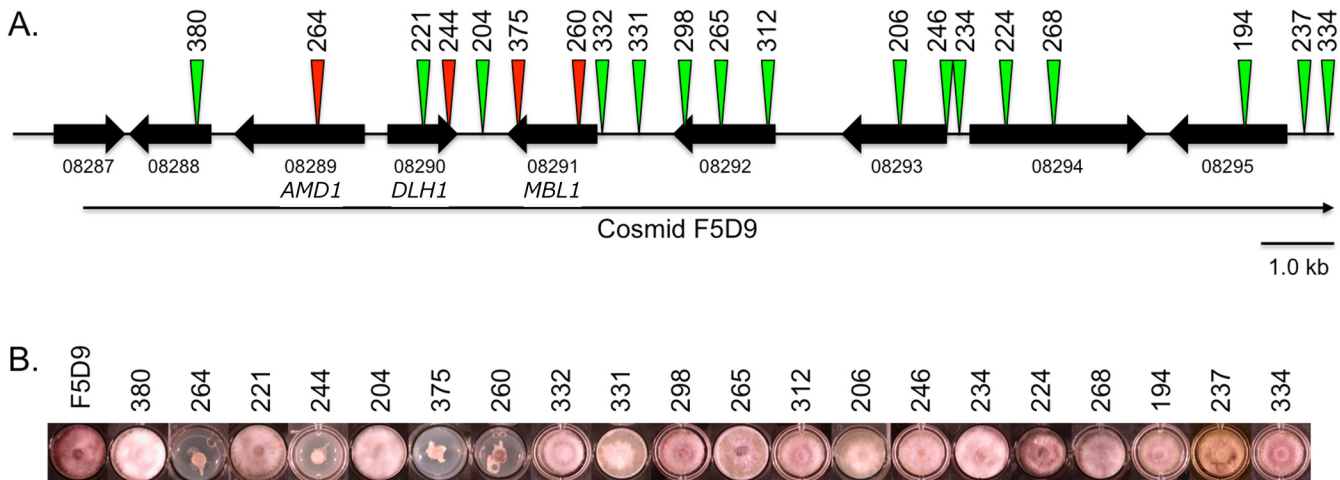 A.
380 264 221 244 204 375 260 332 331 298 265 312 206 246 234 224 268 194 237 334
08287 08288 08289 08290 08291 08292 08293 08294 08295
AMD1 DLH1 MBL1
Cosmid F5D9
1.0 kb
B.
F5D9 380 264 221 244 204 375 260 332 331 298 265 312 206 246 234 224 268 194 237 334